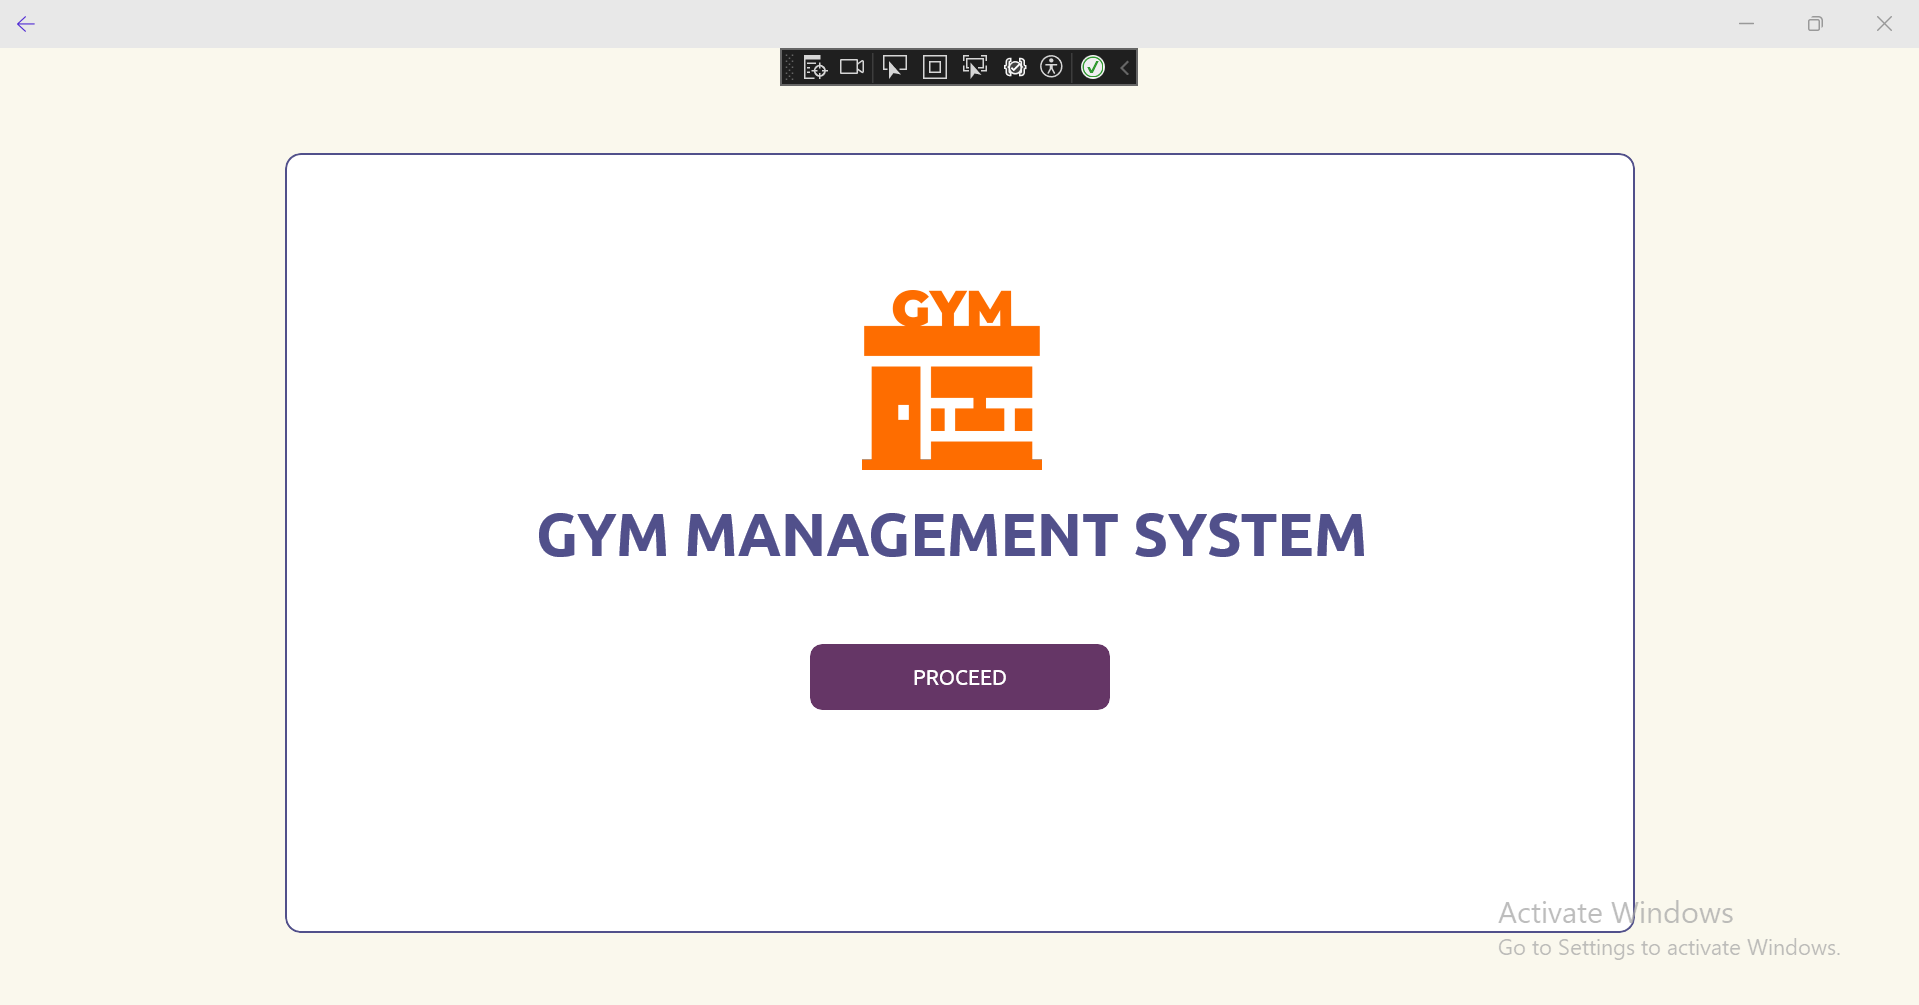 GYM
GYM MANAGEMENT SYSTEM
PROCEED
Activate Windows
Go to Settings to activate Windows.